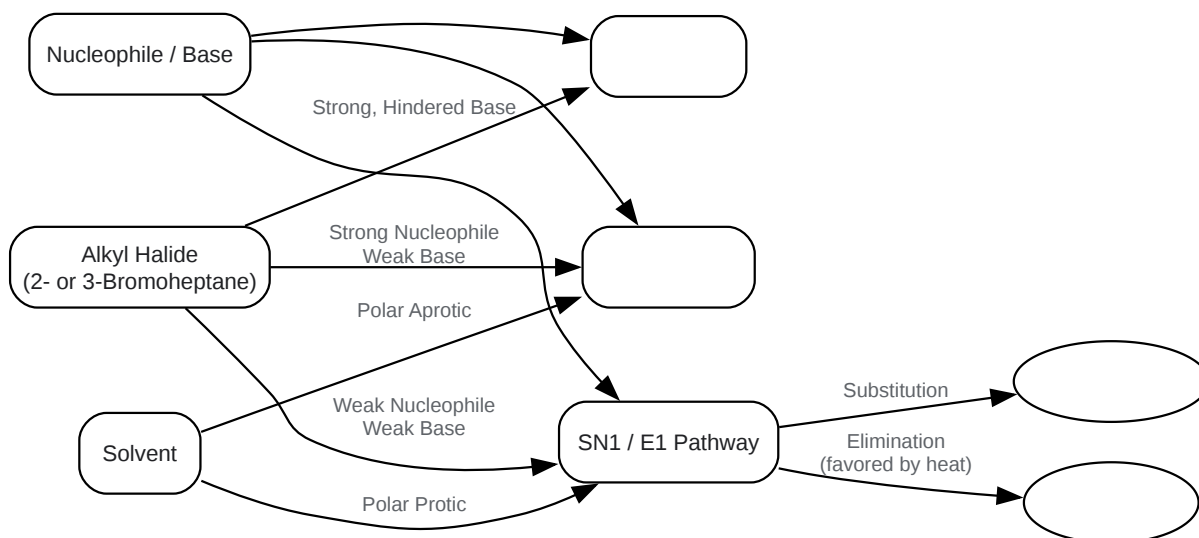 Nucleophile / Base
Strong, Hindered Base
Alkyl Halide
(2- or 3-Bromoheptane)
Strong Nucleophile
Weak Base
Polar Aprotic
Solvent
Weak Nucleophile
Weak Base
Polar Protic
SN1 / E1 Pathway
Substitution
Elimination
(favored by heat)